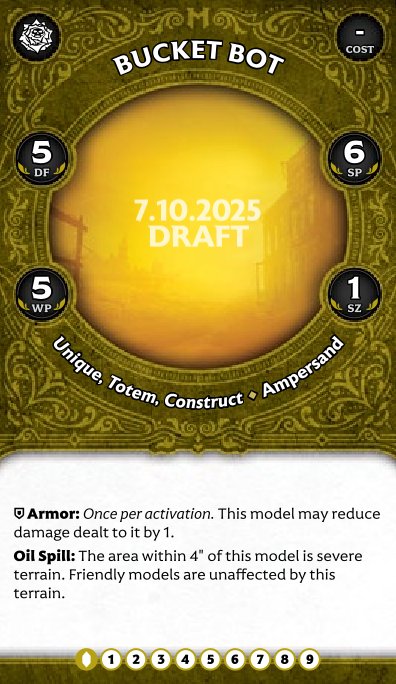 BUCKET BOT
-
COST
5
DF
6
SP
7.10.2025
DRAFT
5
WP
1
SZ
Unique, Totem, Construct ⬥ Ampersand
Armor: Once per activation. This model may reduce
damage dealt to it by 1.
Oil Spill: The area within 4" of this model is severe
terrain. Friendly models are unaffected by this
terrain.
1 2 3 4 5 6 7 8 9